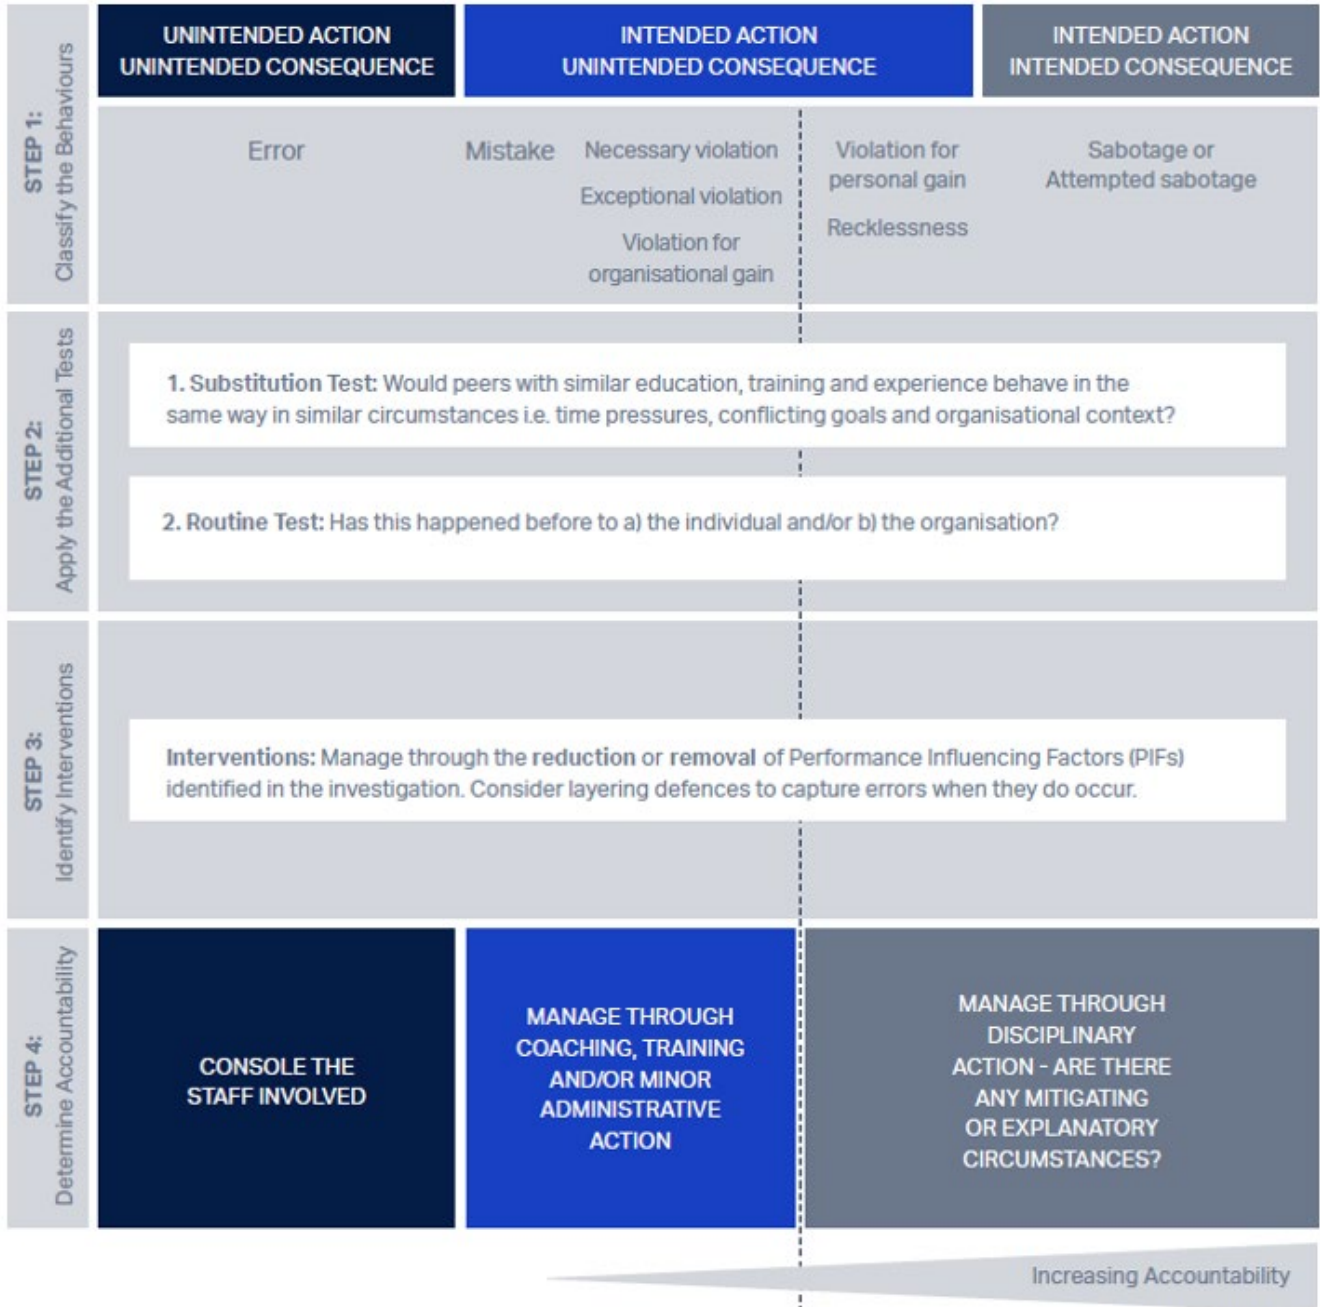 STEP 1:
Classify the Behaviours
UNINTENDED ACTION
UNINTENDED CONSEQUENCE
INTENDED ACTION
UNINTENDED CONSEQUENCE
INTENDED ACTION
INTENDED CONSEQUENCE
Error
Mistake
Necessary violation
Exceptional violation
Violation for
organisational gain
Violation for
personal gain
Recklessness
Sabotage or
Attempted sabotage
STEP 2:
Apply the Additional Tests
1. Substitution Test: Would peers with similar education, training and experience behave in the
same way in similar circumstances i.e. time pressures, conflicting goals and organisational context?
2. Routine Test: Has this happened before to a) the individual and/or b) the organisation?
STEP 3:
Identify Interventions
Interventions: Manage through the reduction or removal of Performance Influencing Factors (PIFs)
identified in the investigation. Consider layering defences to capture errors when they do occur.
STEP 4:
Determine Accountability
CONSOLE THE
STAFF INVOLVED
MANAGE THROUGH
COACHING, TRAINING
AND/OR MINOR
ADMINISTRATIVE
ACTION
MANAGE THROUGH
DISCIPLINARY
ACTION - ARE THERE
ANY MITIGATING
OR EXPLANATORY
CIRCUMSTANCES?
Increasing Accountability